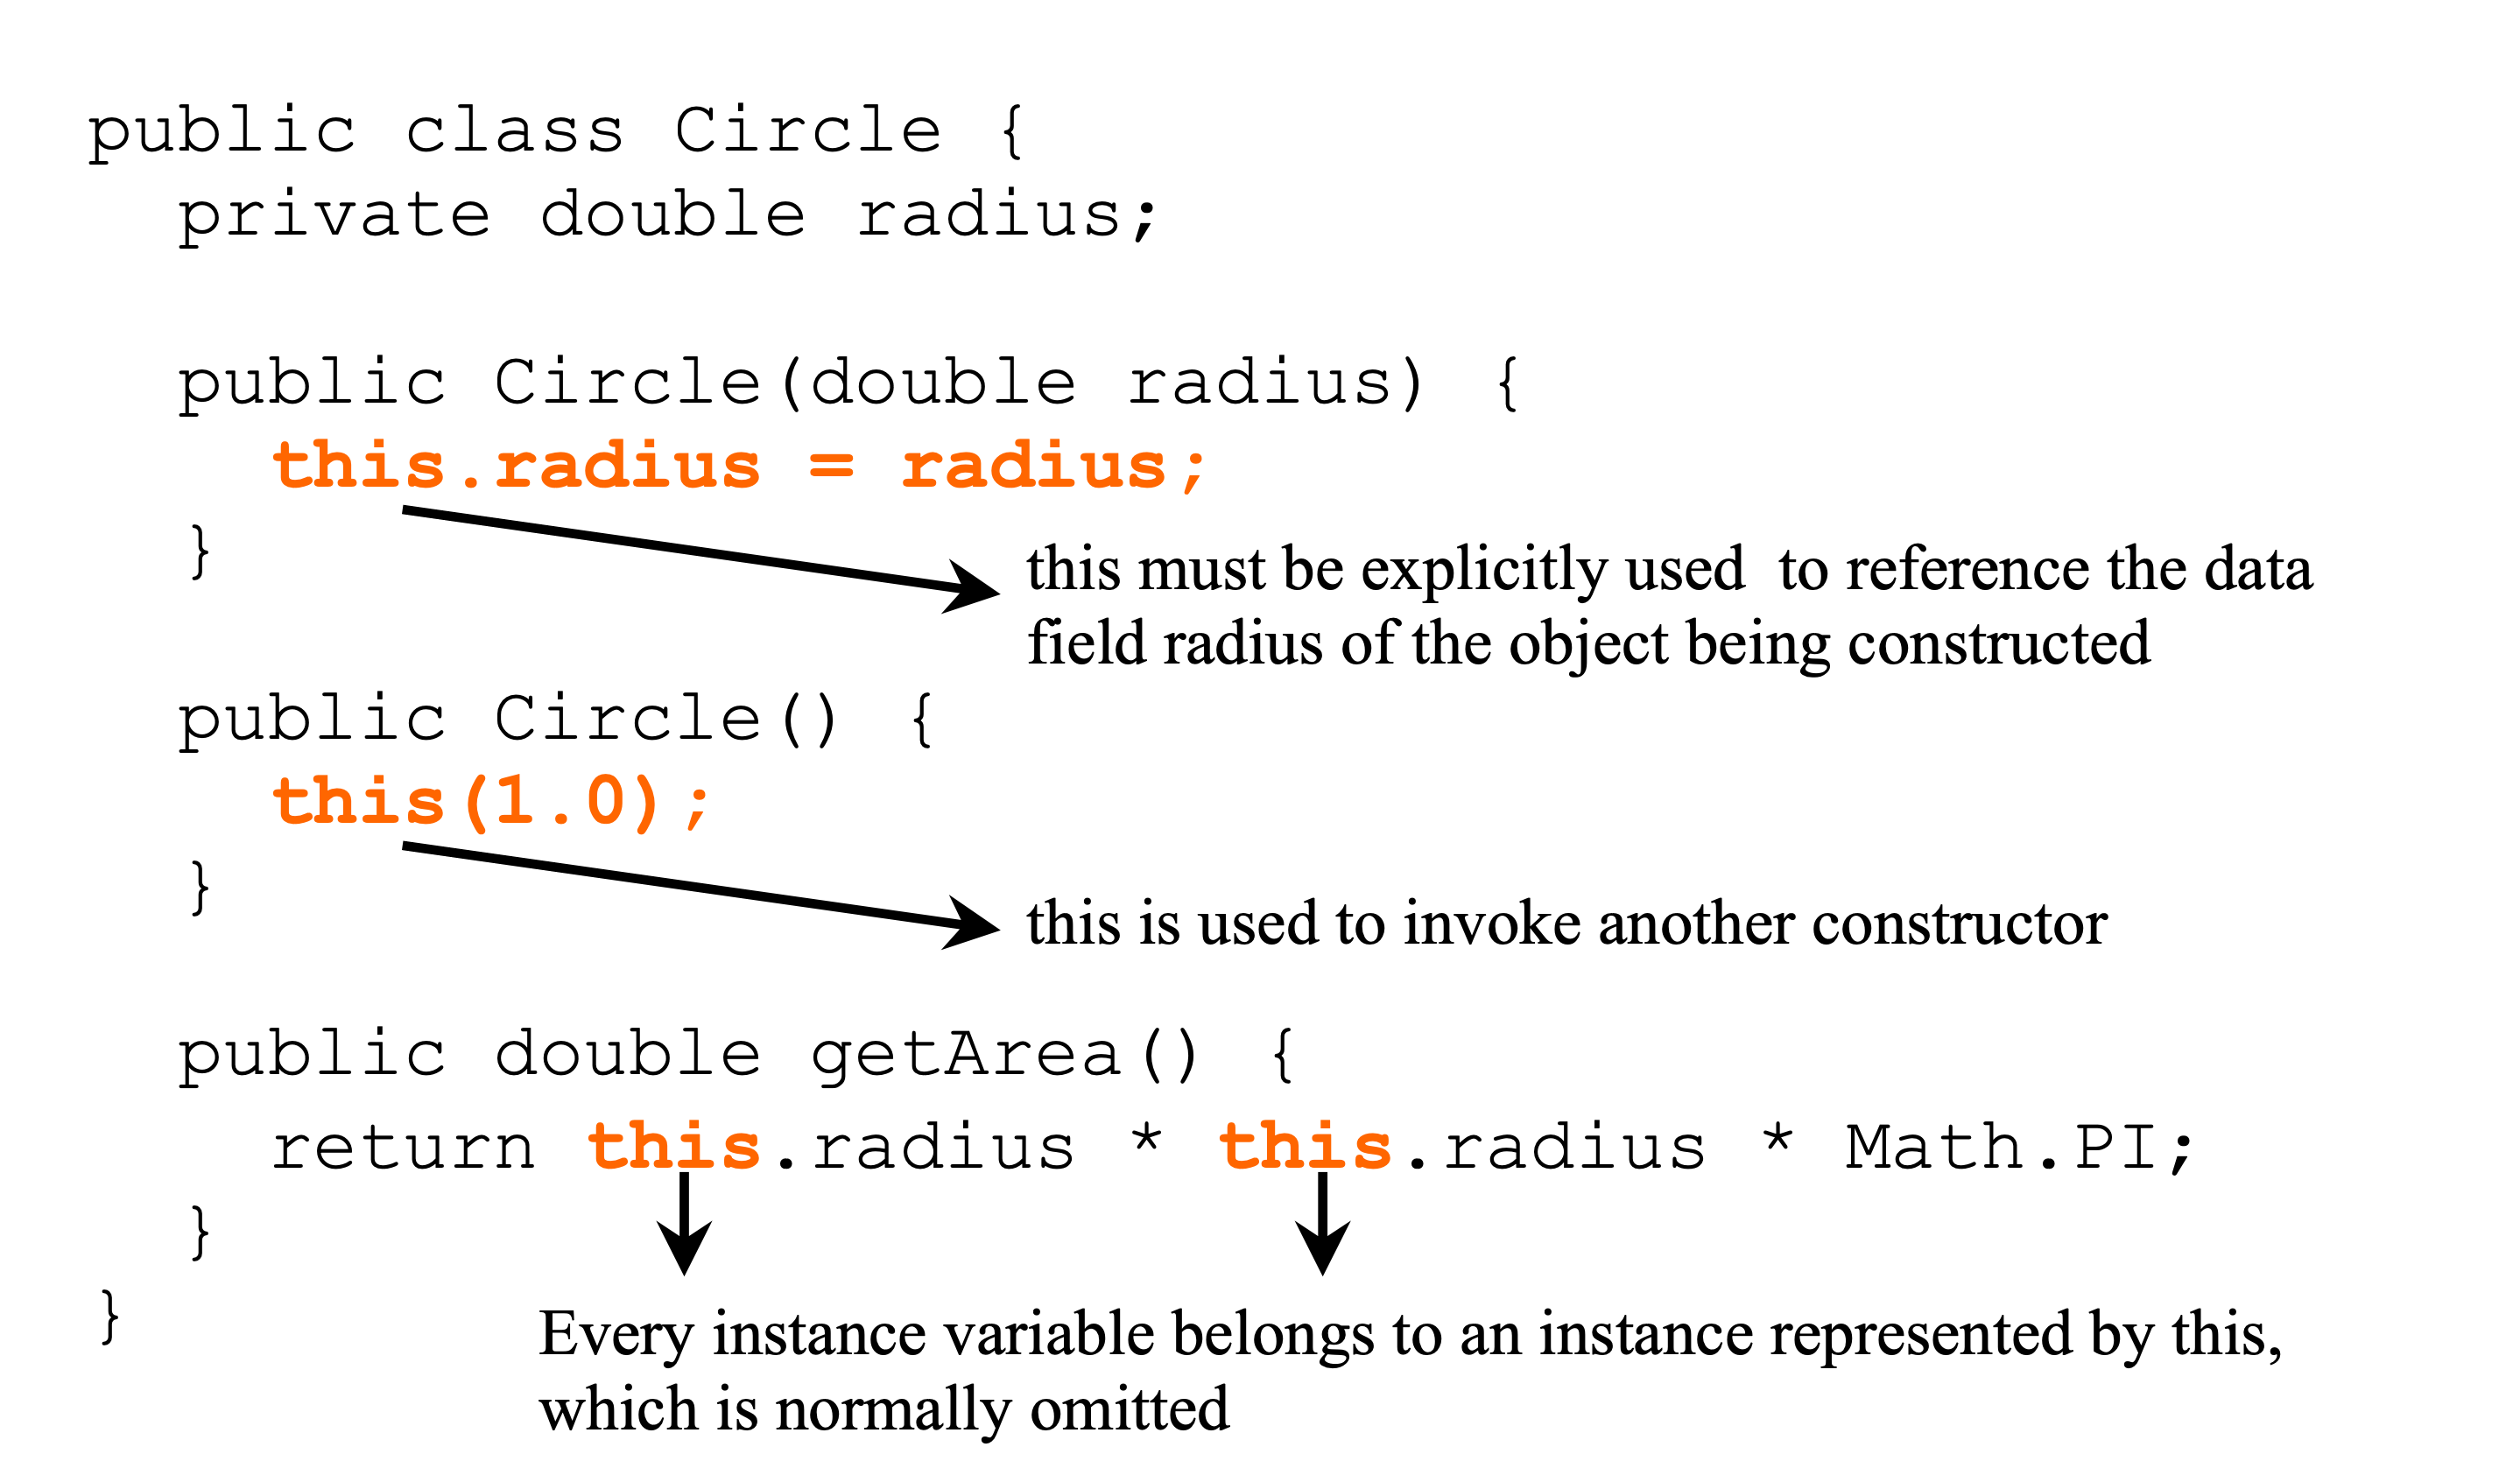 public class Circle {
private double radius;
public Circle(double radius) {
this.radius = radius;
}
this must be explicitly used to reference the data
field radius of the object being constructed
public Circle() {
this(1.0);
}
this is used to invoke another constructor
public double getArea() {
return this.radius * this.radius * Math.PI;
}
}
Every instance variable belongs to an instance represented by this,
which is normally omitted